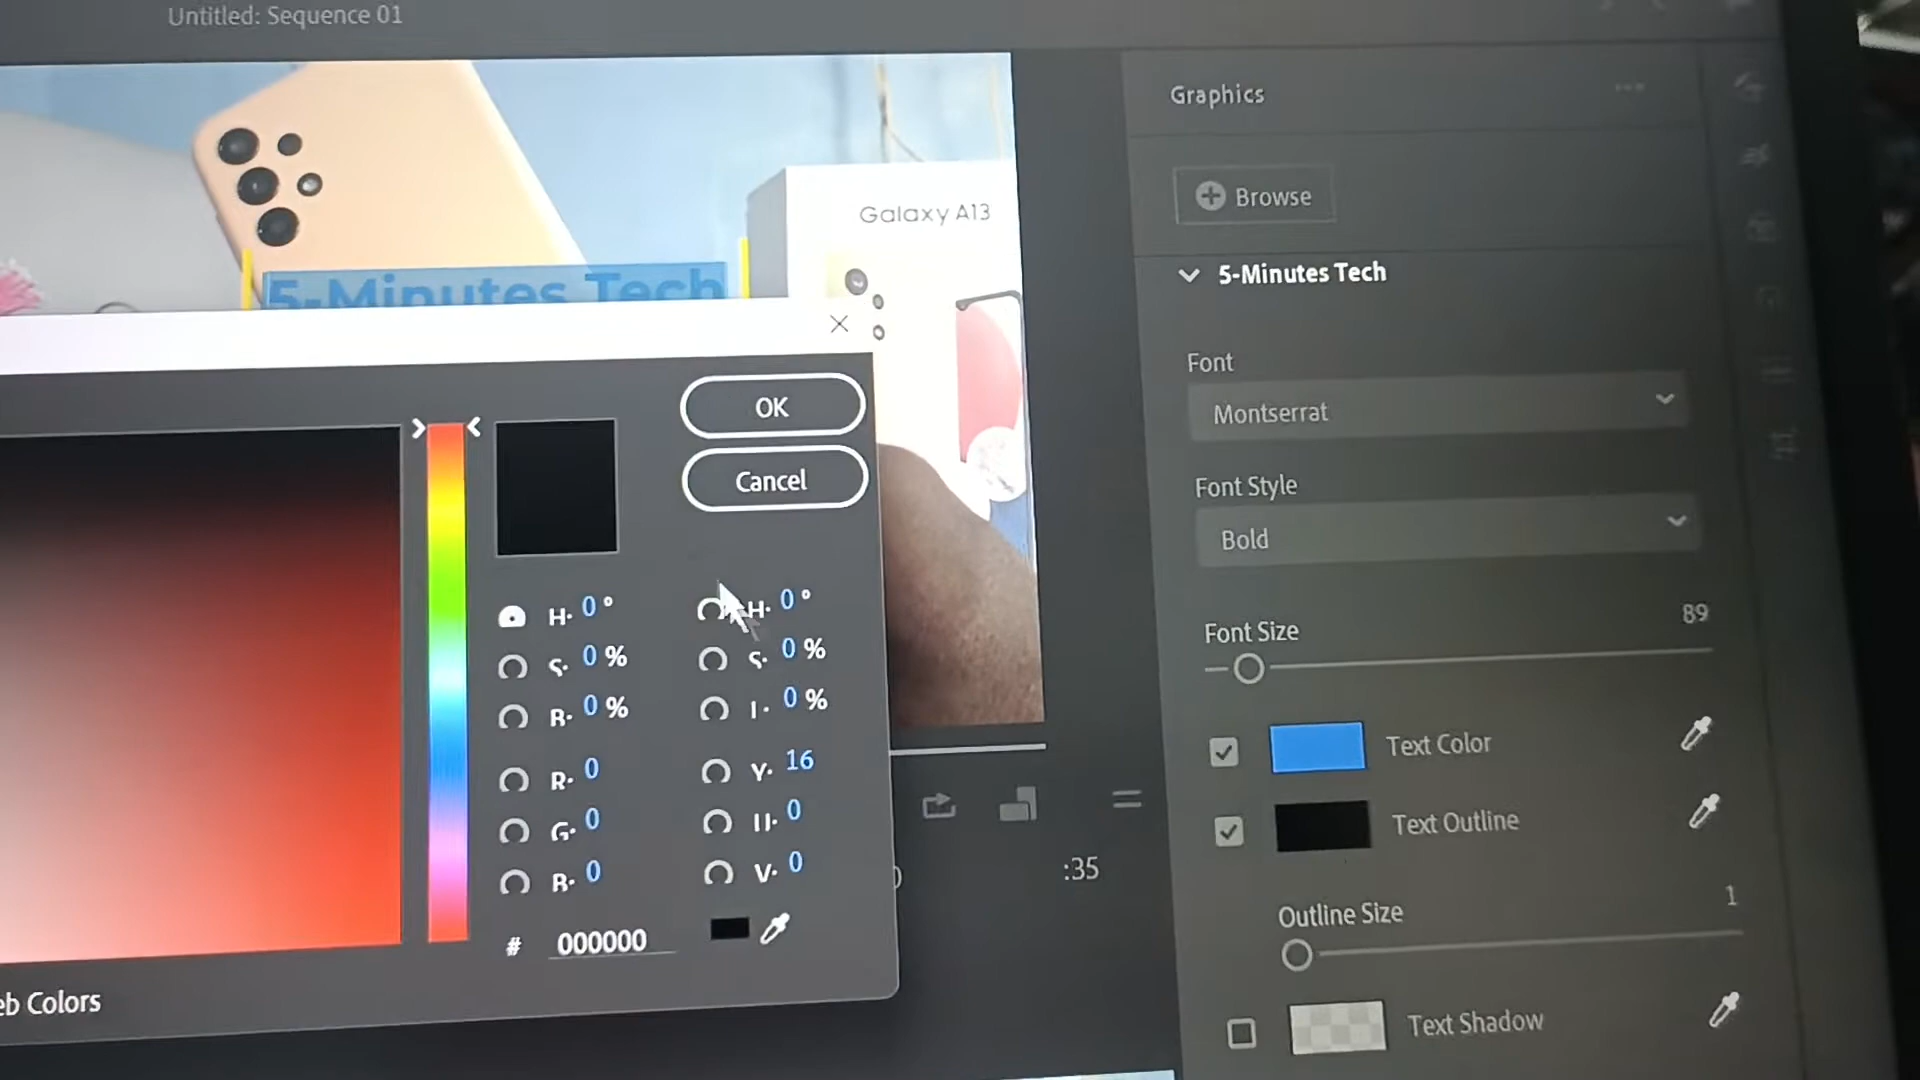 Untitled: Sequence 01
Graphics
Browse
Galaxy A13
5-Minutes Tech
5-Minutes Tech
Font
Montserrat
OK
Cancel
Font Style
Bold
H: 0°
H: 0°
S: 0 %
S: 0 %
B: 0 %
I: 0 %
R: 0
Y: 16
G: 0
U: 0
B: 0
V: 0
# 000000
eb Colors
Font Size
89
Text Color
Text Outline
:35
Outline Size
1
Text Shadow